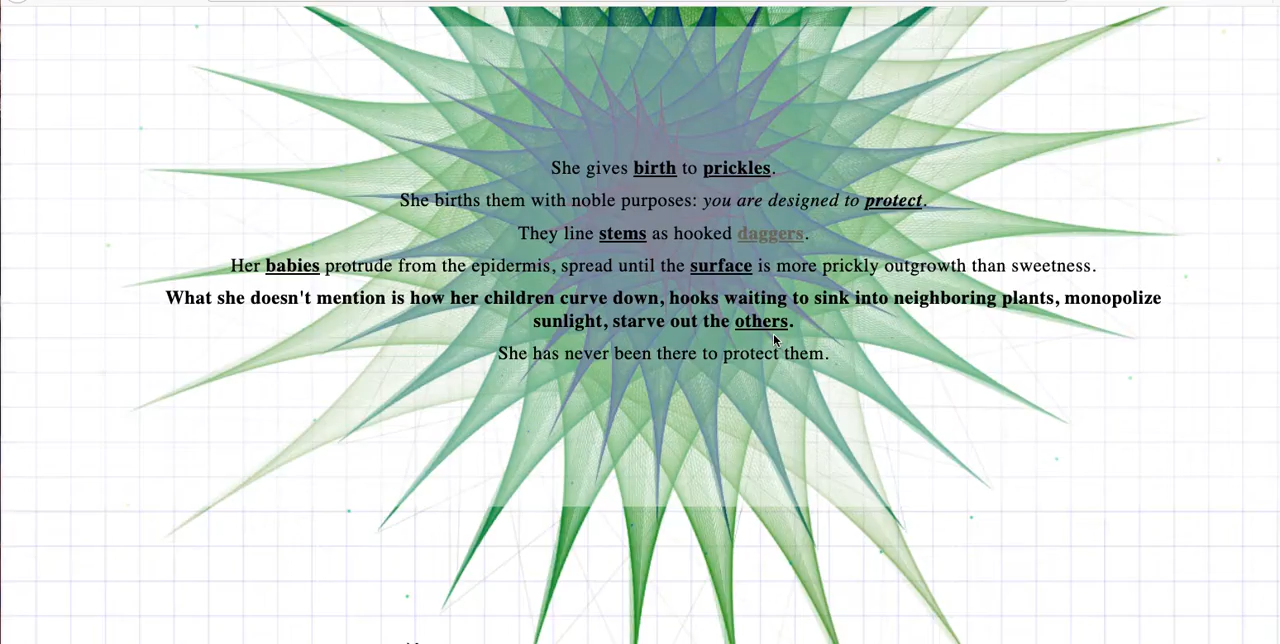 She gives birth to prickles.
She births them with noble purposes: you are designed to protect.
They line stems as hooked daggers.
Her babies protrude from the epidermis, spread until the surface is more prickly outgrowth than sweetness.
What she doesn't mention is how her children curve down, hooks waiting to sink into neighboring plants, monopolize
sunlight, starve out the others.
She has never been there to protect them.